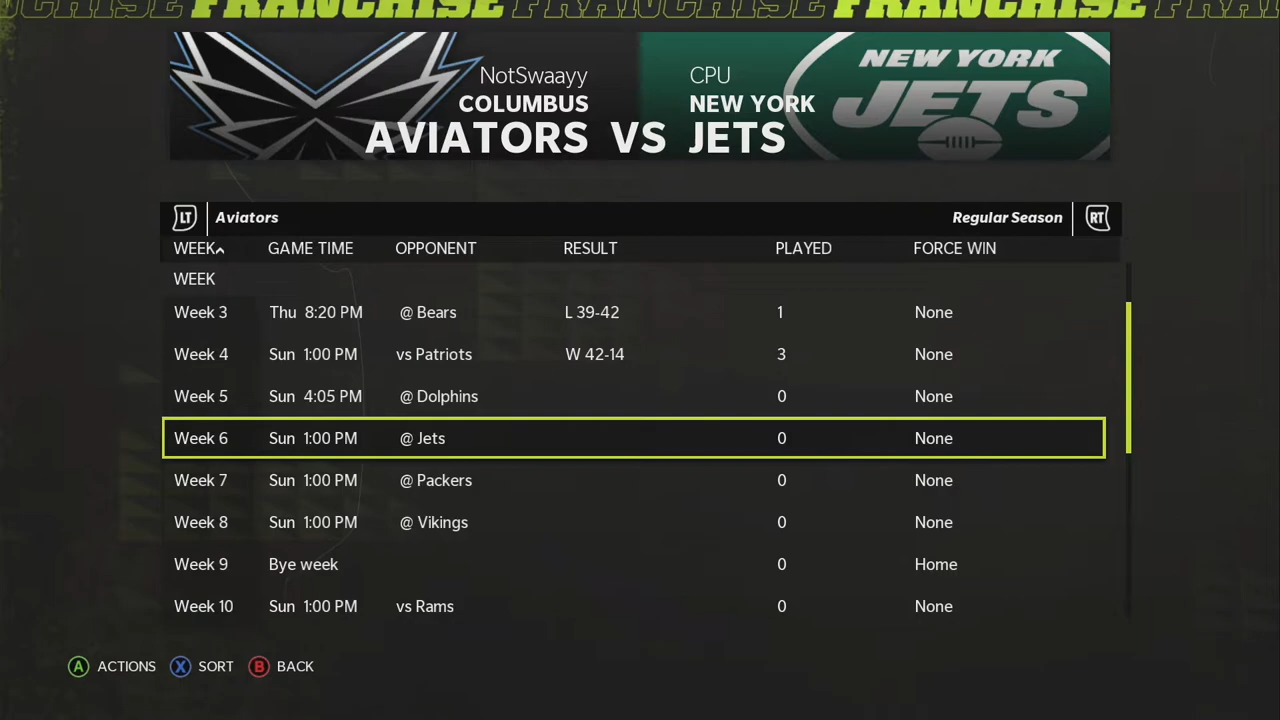 FRANCHISE FRANCHISE FRANCHISE FRANCHISE
NotSwaayy
COLUMBUS
AVIATORS VS JETS
CPU
NEW YORK
NEW YORK
JETS
LT Aviators Regular Season RT
WEEK GAME TIME OPPONENT RESULT PLAYED FORCE WIN
WEEK
Week 3 Thu 8:20 PM @ Bears L 39-42 1 None
Week 4 Sun 1:00 PM vs Patriots W 42-14 3 None
Week 5 Sun 4:05 PM @ Dolphins 0 None
Week 6 Sun 1:00 PM @ Jets 0 None
Week 7 Sun 1:00 PM @ Packers 0 None
Week 8 Sun 1:00 PM @ Vikings 0 None
Week 9 Bye week 0 Home
Week 10 Sun 1:00 PM vs Rams 0 None
A ACTIONS X SORT B BACK